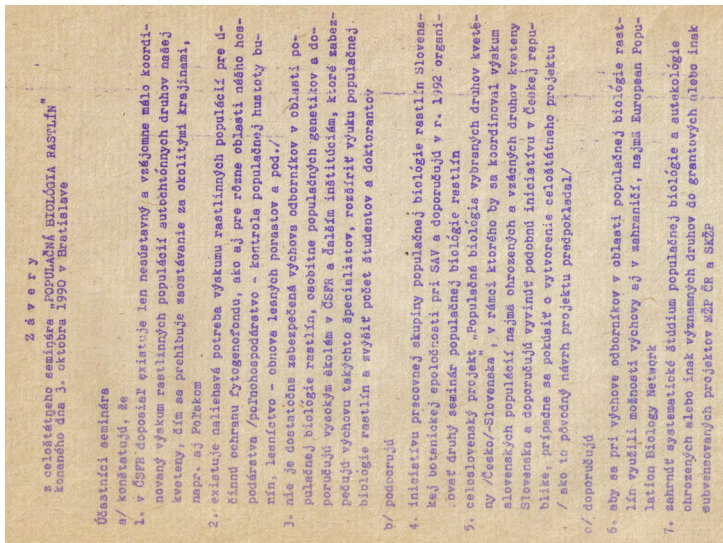 Z á v e r y
z celoštátneho seminára „POPULAČNÁ BIOLÓGIA RASTLÍN"
konaného dňa 3. októbra 1990 v Bratislave
Účastníci seminára
a/ konštatujú, že
1. v ČSFR doposiaľ existuje len nesústavný a vzájomne málo koordi-
novaný výskum rastlinných populácií autochtónnych druhov našej
kveteny, čím sa prehlbuje zaostávanie za okolitými krajinami,
napr. aj Poľskom
2. existuje naliehavá potreba výskumu rastlinných populácií pre ú-
činnú ochranu fytogenofondu, ako aj pre rôzne oblasti nášho hos-
podárstva /poľnohospodárstvo - kontrola populačnej hustoty bu-
rín, lesníctvo - obnova lesných porastov a pod./
3. nie je dostatočne zabezpečená výchova odborníkov v oblasti po-
pulačnej biológie rastlín, osobitne populačných genetikov a do-
poručujú vysokým školám v ČSFR a ďalším inštitúciám, ktoré zabez-
pečujú výchovu takýchto špecialistov, rozšíriť výuku populačnej
biológie rastlín a zvýšiť počet študentov a doktorantov
b/ podporujú
4. iniciatívu pracovnej skupiny populačnej biológie rastlín Slovens-
kej botanickej spoločnosti pri SAV a doporučujú v r. 1992 organi-
zovať druhý seminár populačnej biológie rastlín
5. celoslovenský projekt „Populačná biológia vybraných druhov kvete-
ny /Česko/-Slovenska", v rámci ktorého by sa koordinoval výskum
slovenských populácií najmä ohrozených a vzácnych druhov kveteny
Slovenska a doporučujú vyvinúť podobnú iniciatívu v Českej repu-
blike, prípadne sa pokúsiť o vytvorenie celoštátneho projektu
/ ako to pôvodný návrh projektu predpokladal/
c/ doporučujú
6. aby sa pri výchove odborníkov v oblasti populačnej biológie rast-
lín využili možnosti výchovy aj v zahraničí, najmä European Popu-
lation Biology Network
7. zahrnúť systematické štúdium populačnej biológie a autekológie
ohrozených alebo inak významných druhov do grantových alebo inak
subvencovaných projektov MŽP ČR a SKŽP